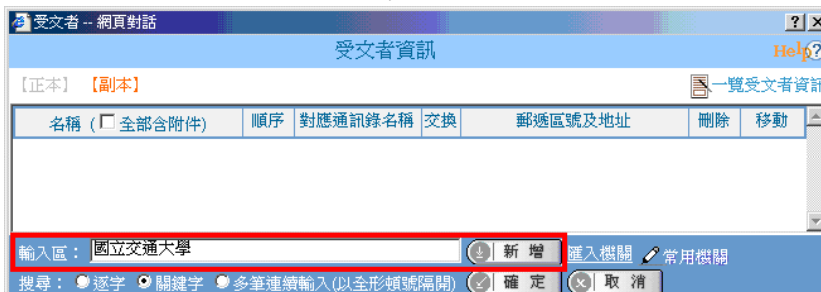 受文者 -- 網頁對話
受文者資訊 Help
【正本】 【副本】 一覽受文者資訊
名稱 (全部含附件) 順序 對應通訊錄名稱 交換 郵遞區號及地址 刪除 移動
輸入區： 國立交通大學 新 增 匯入機關 常用機關
搜尋： 逐字 關鍵字 多筆連續輸入(以全形頓號隔開) 確 定 取 消